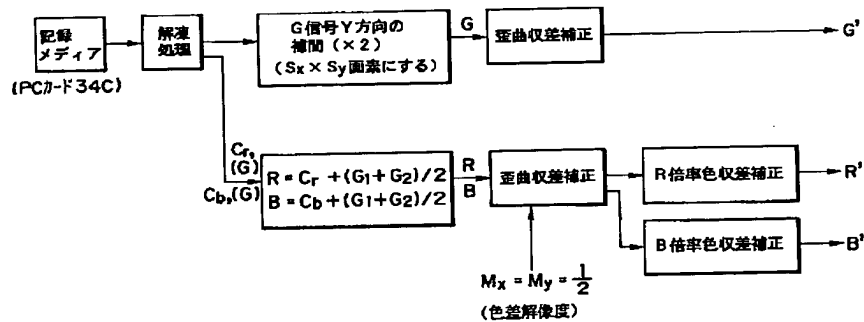 記録
メディア
(PCカード34C)
解凍
処理
G信号Y方向の
補間(×2)
(Sx×Sy画素にする)
G
歪曲収差補正
G'
Cr,
(G)
Cb,(G)
R=Cr+(G1+G2)/2
B=Cb+(G1+G2)/2
R
B
歪曲収差補正
Mx=My=1/2
(色差解像度)
R倍率色収差補正
R'
B倍率色収差補正
B'